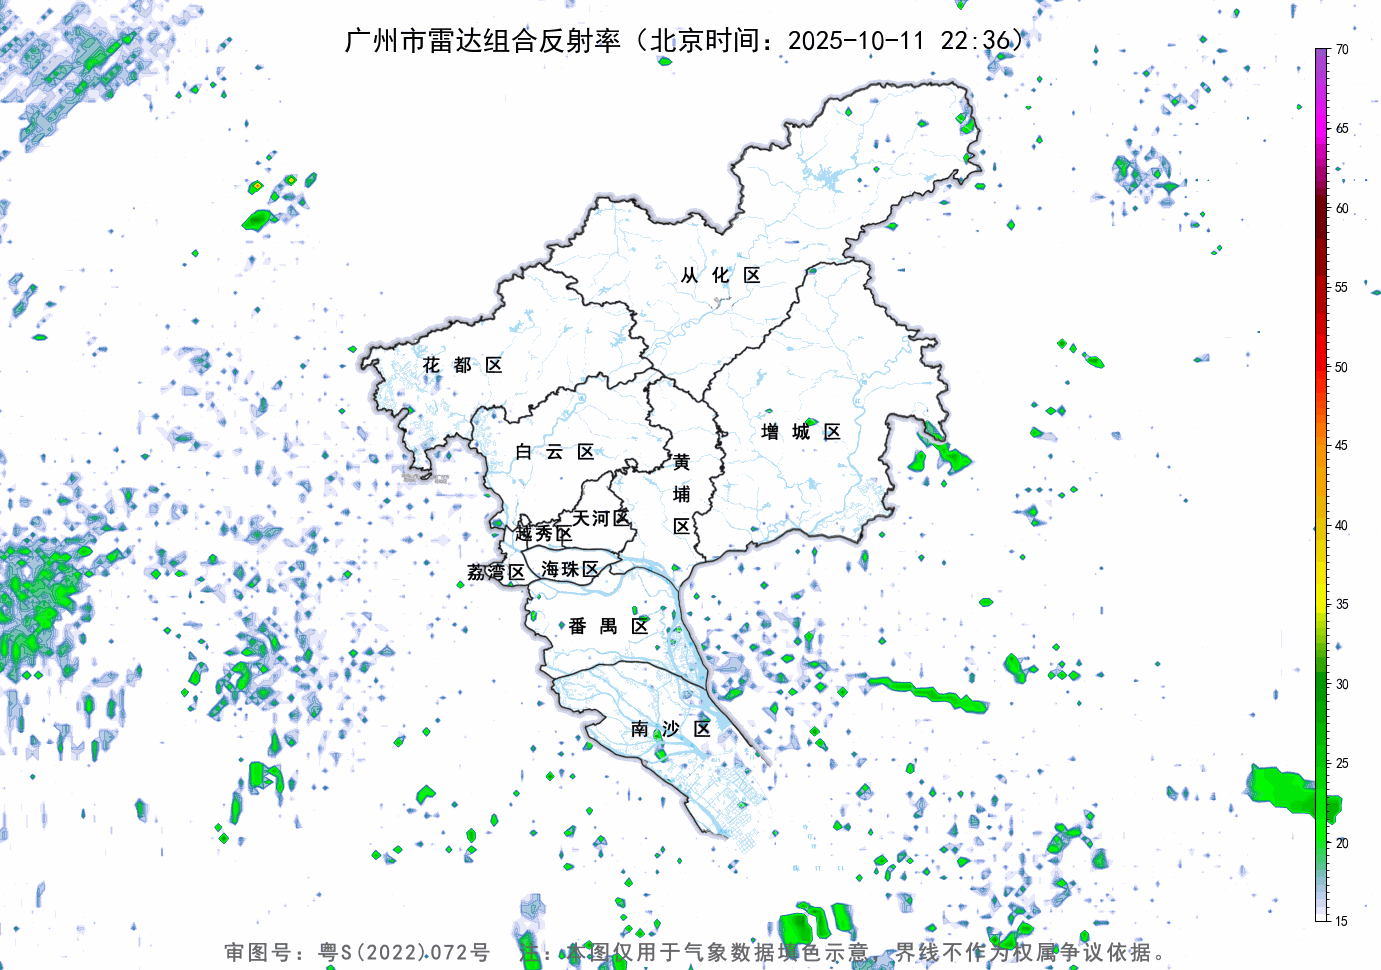 广州市雷达组合反射率（北京时间：2025-10-11 22:36）
70
65
60
55
50
45
40
35
30
25
20
15
从化区
花都区
增城区
白云区
黄埔区
天河区
越秀区
荔湾区
海珠区
番禺区
南沙区
审图号：粤S(2022)072号 注：本图仅用于气象数据填色示意，界线不作为权属争议依据。